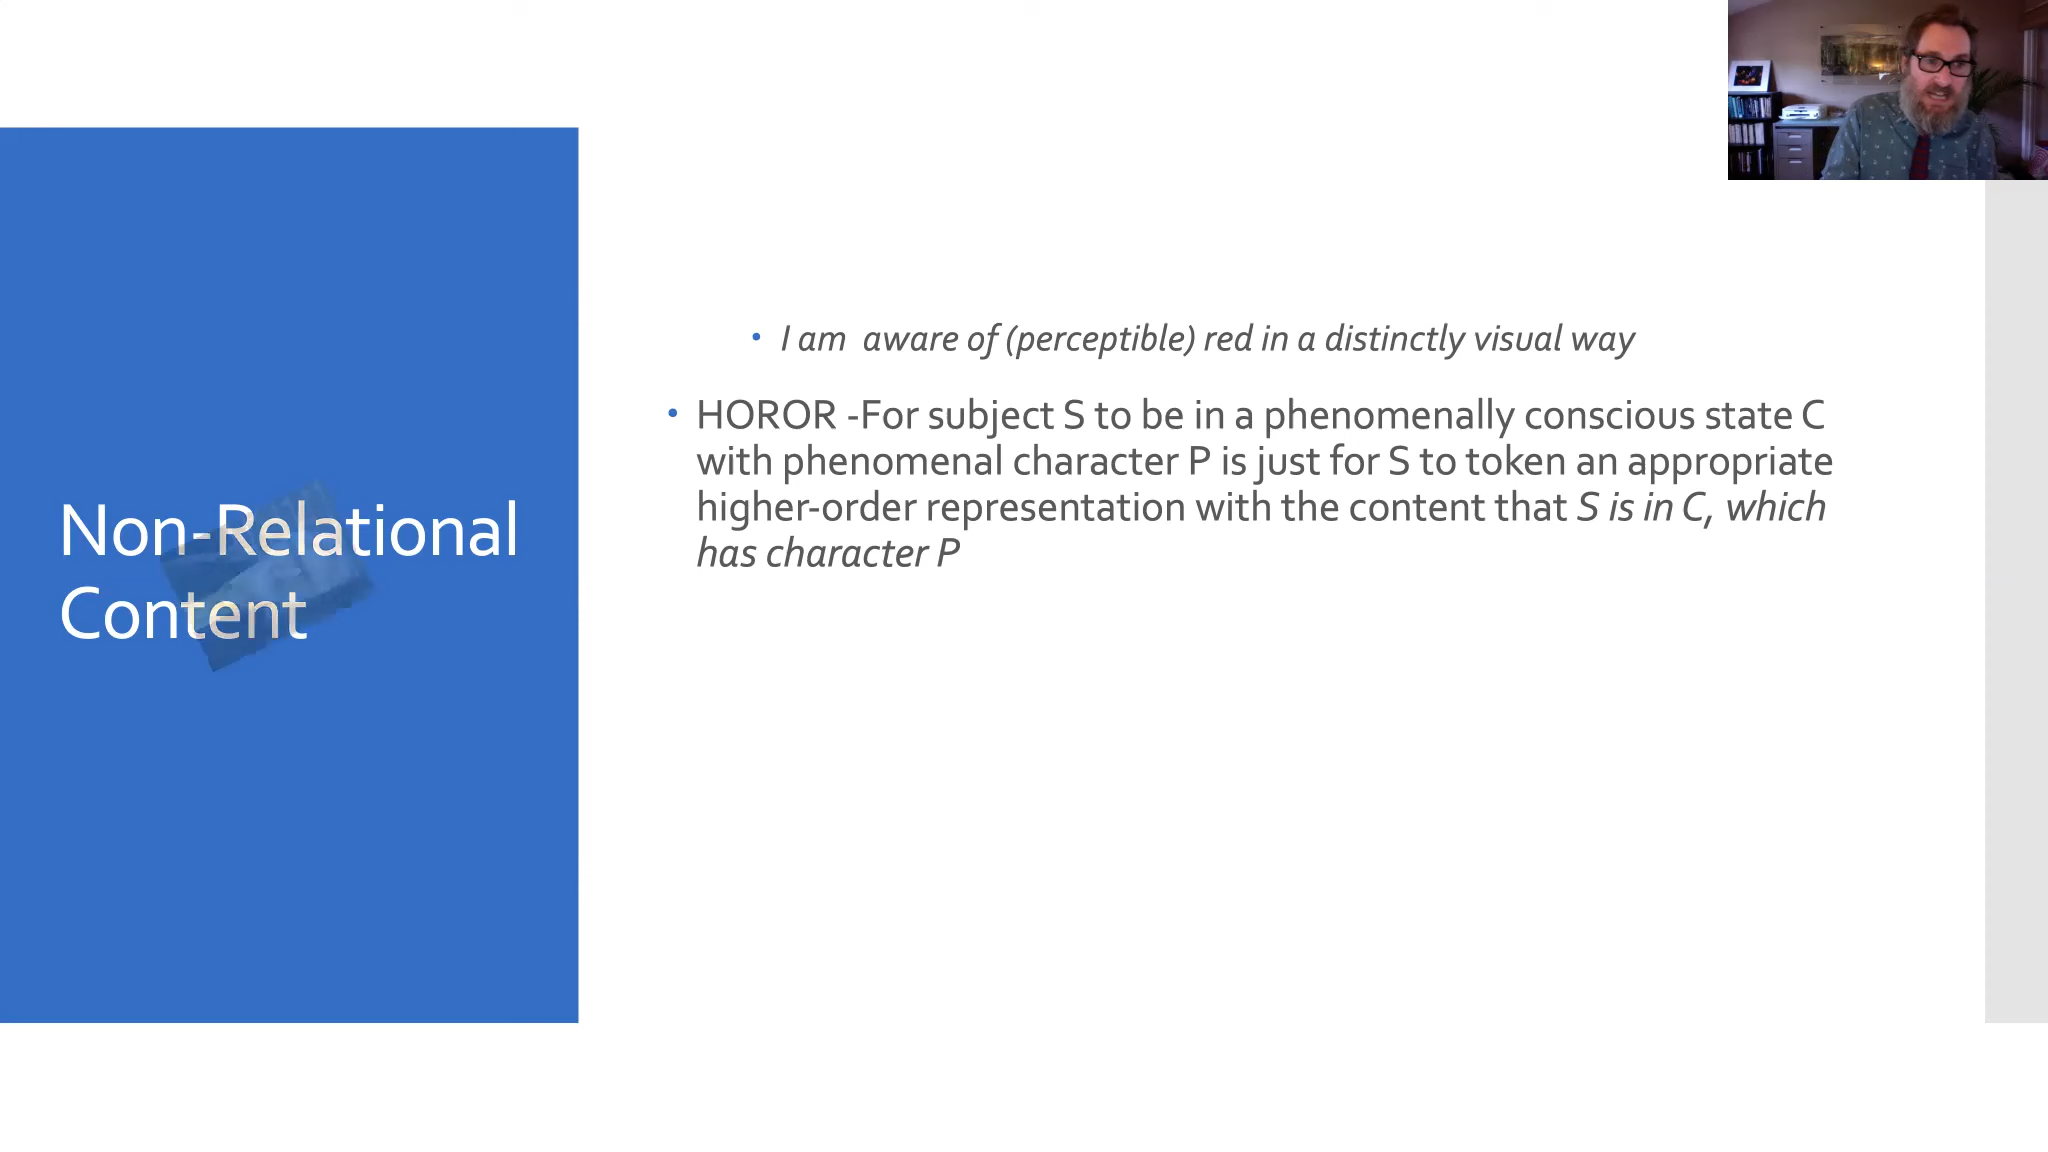 Non-Relational
Content
• I am  aware of (perceptible) red in a distinctly visual way
• HOROR -For subject S to be in a phenomenally conscious state C
with phenomenal character P is just for S to token an appropriate
higher-order representation with the content that S is in C, which
has character P